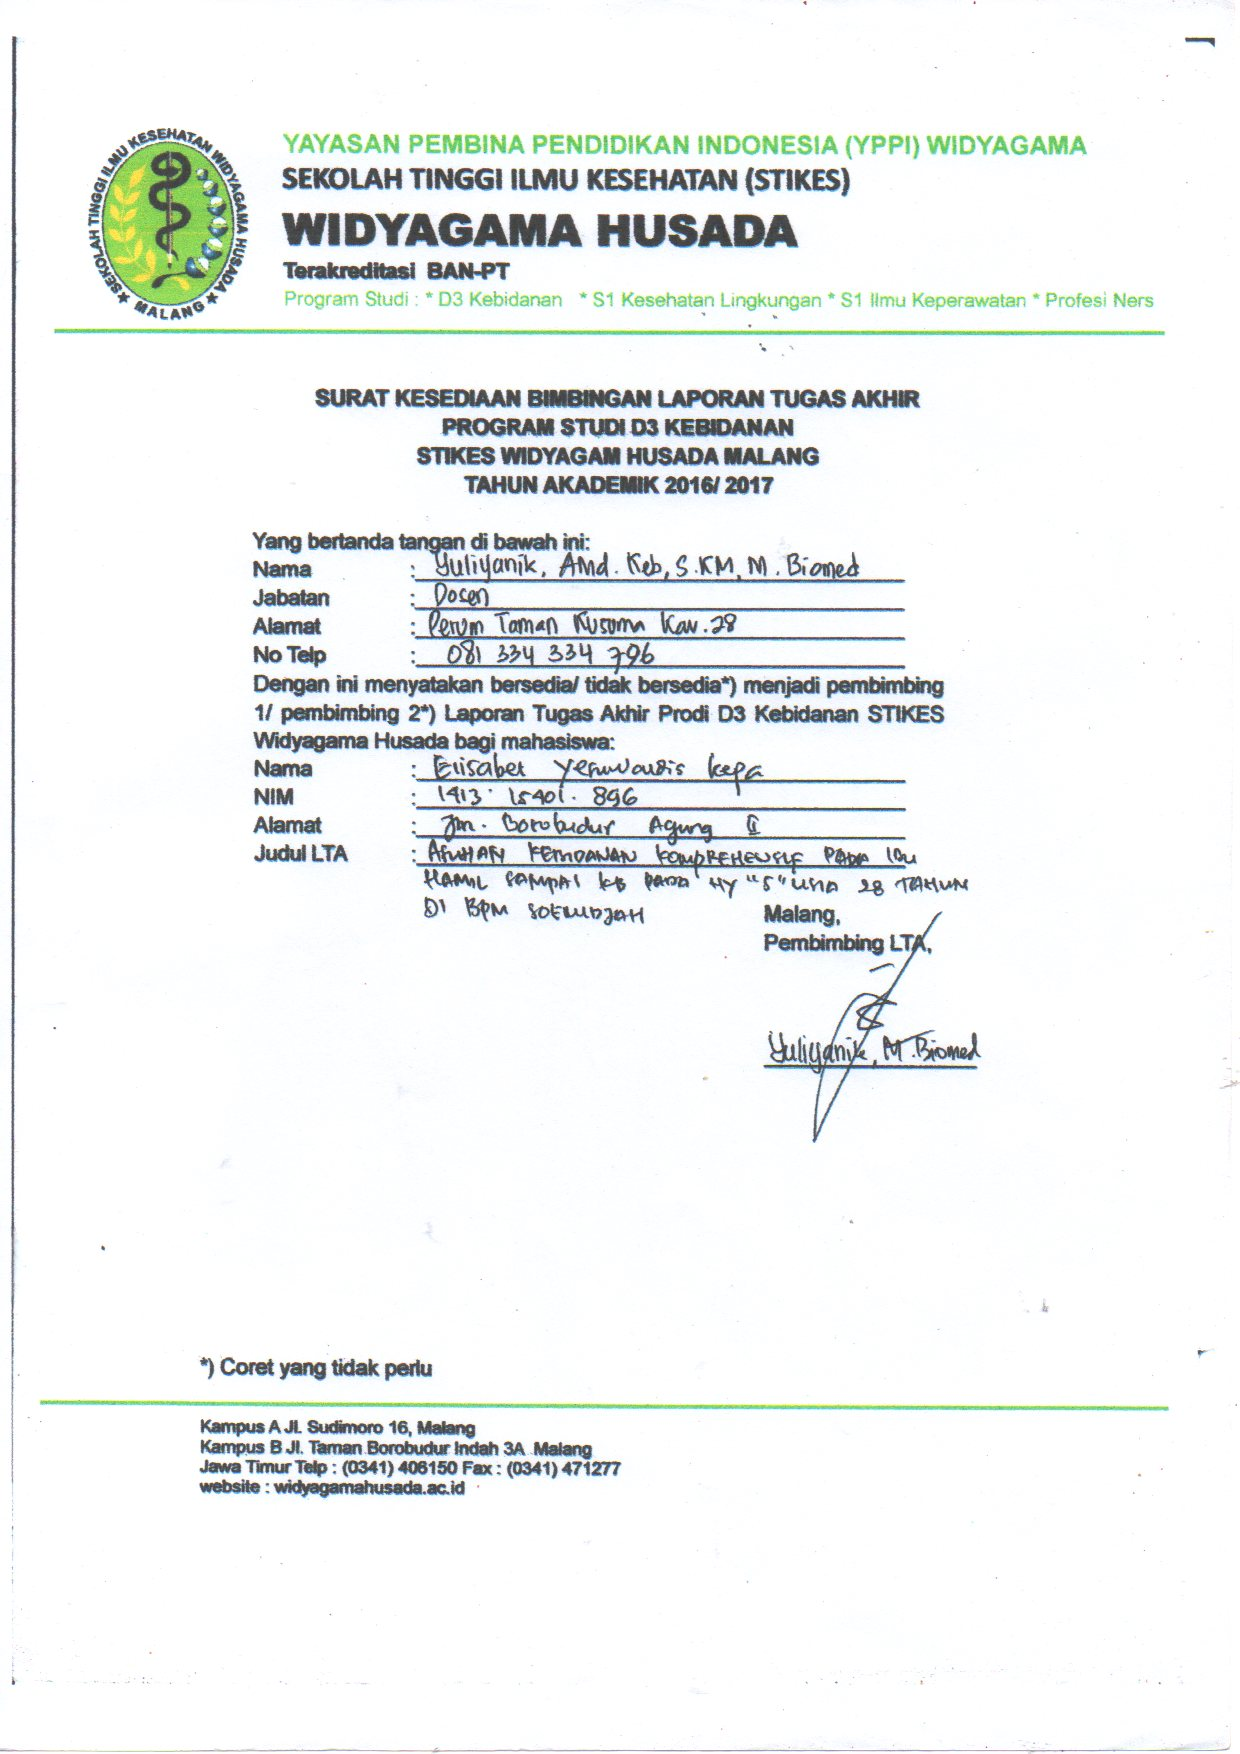 SEKOLAH TINGGI ILMU KESEHATAN WIDYAGAMA HUSADA
MALANG
YAYASAN PEMBINA PENDIDIKAN INDONESIA (YPPI) WIDYAGAMA
SEKOLAH TINGGI ILMU KESEHATAN (STIKES)
WIDYAGAMA HUSADA
Terakreditasi BAN-PT
Program Studi : * D3 Kebidanan * S1 Kesehatan Lingkungan * S1 Ilmu Keperawatan * Profesi Ners
SURAT KESEDIAAN BIMBINGAN LAPORAN TUGAS AKHIR
PROGRAM STUDI D3 KEBIDANAN
STIKES WIDYAGAM HUSADA MALANG
TAHUN AKADEMIK 2016/ 2017
Yang bertanda tangan di bawah ini:
Nama : Yuliyanik, AMd. Keb, S.KM, M. Biomed
Jabatan : Dosen
Alamat : Perum Taman Kusuma Kav. 28
No Telp : 081 334 334 796
Dengan ini menyatakan bersedia/ tidak bersedia*) menjadi pembimbing
1/ pembimbing 2*) Laporan Tugas Akhir Prodi D3 Kebidanan STIKES
Widyagama Husada bagi mahasiswa:
Nama : Elisabet Kepa
NIM : 1413. 15401. 896
Alamat : Jln. Borobudur Agung II
Judul LTA : ASUHAN KEBIDANAN KOMPREHENSIF PADA IBU
HAMIL SAMPAI KB PADA NY "S" USIA 28 TAHUN
DI BPM SOEMIDJAH
Malang,
Pembimbing LTA,
Yuliyanik, M.Biomed
*) Coret yang tidak perlu
Kampus A Jl. Sudimoro 16, Malang
Kampus B Jl. Taman Borobudur Indah 3A Malang
Jawa Timur Telp : (0341) 406150 Fax : (0341) 471277
website : widyagamahusada.ac.id